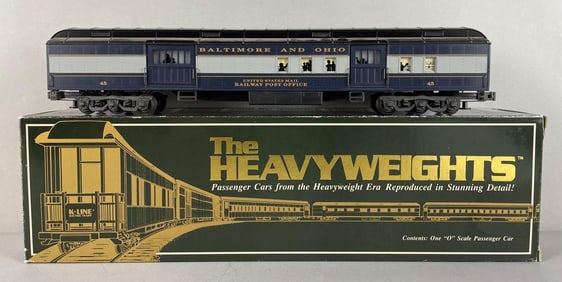 BALTIMORE AND OHIO
UNITED STATES MAIL
RAILWAY POST OFFICE
45
45
The
HEAVYWEIGHTS™
Passenger Cars from the Heavyweight Era Reproduced in Stunning Detail!
K-LINE
Contents: One "O" Scale Passenger Car